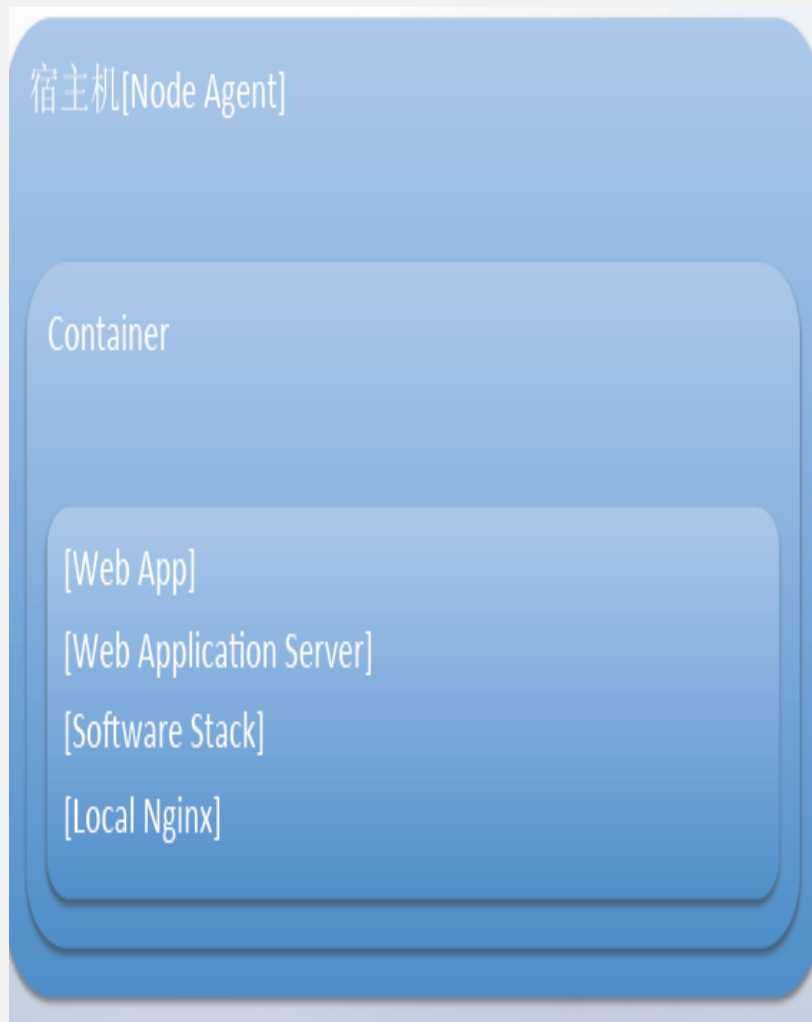 宿主机[Node Agent]
Container
[Web App]
[Web Application Server]
[Software Stack]
[Local Nginx]